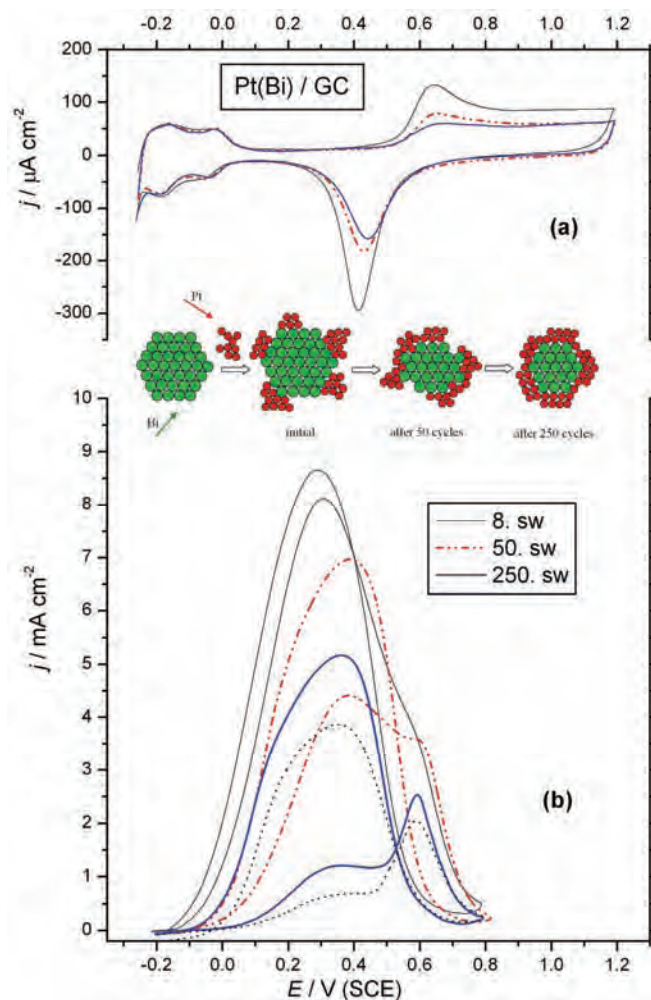 -0.2 0.0 0.2 0.4 0.6 0.8 1.0 1.2
200
100
0
-100
-200
-300
j / µA cm-2
Pt(Bi) / GC
(a)
Pt
Bi
initial
after 50 cycles
after 250 cycles
10
9
8
7
6
5
4
3
2
1
0
j / mA cm-2
8. sw
50. sw
250. sw
(b)
-0.2 0.0 0.2 0.4 0.6 0.8 1.0 1.2
E / V (SCE)